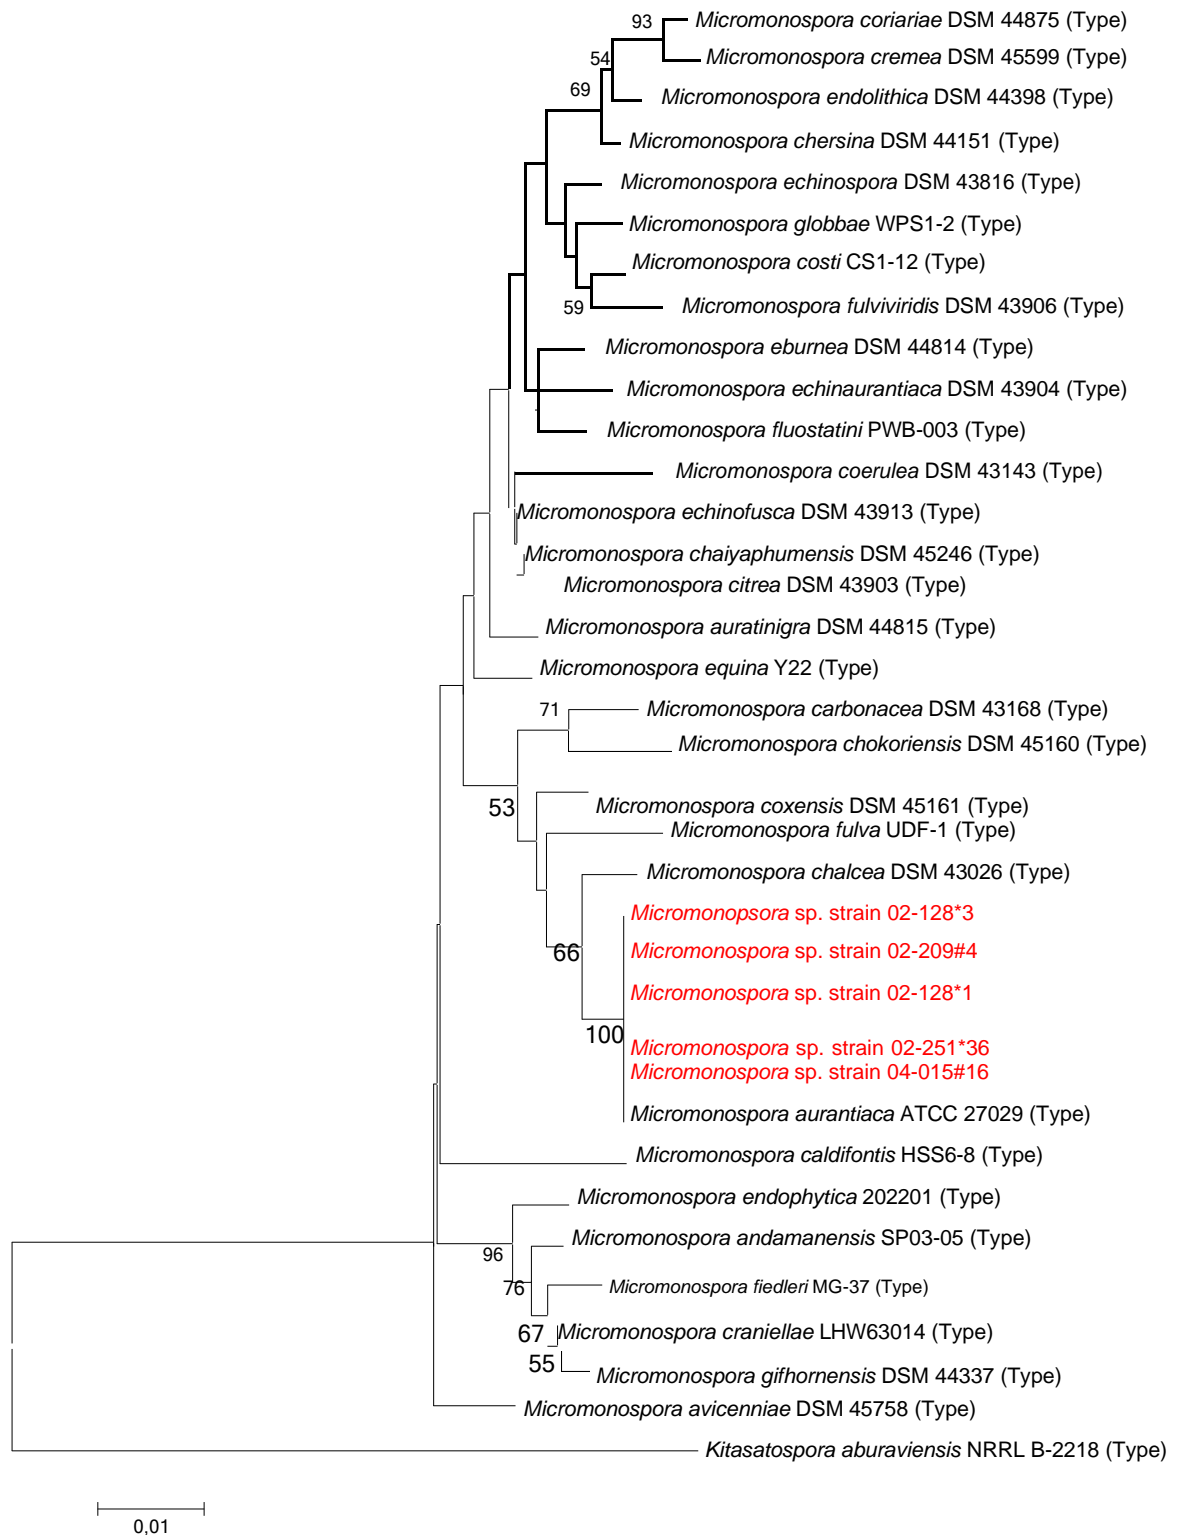 93
Micromonospora coriariae DSM 44875 (Type)
Micromonospora cremea DSM 45599 (Type)
54
69
Micromonospora endolithica DSM 44398 (Type)
Micromonospora chersina DSM 44151 (Type)
Micromonospora echinospora DSM 43816 (Type)
Micromonospora globbae WPS1-2 (Type)
Micromonospora costi CS1-12 (Type)
59
Micromonospora fulviviridis DSM 43906 (Type)
Micromonospora eburnea DSM 44814 (Type)
Micromonospora echinaurantiaca DSM 43904 (Type)
Micromonospora fluostatini PWB-003 (Type)
Micromonospora coerulea DSM 43143 (Type)
Micromonospora echinofusca DSM 43913 (Type)
Micromonospora chaiyaphumensis DSM 45246 (Type)
Micromonospora citrea DSM 43903 (Type)
Micromonospora auratinigra DSM 44815 (Type)
Micromonospora equina Y22 (Type)
71
Micromonospora carbonacea DSM 43168 (Type)
Micromonospora chokoriensis DSM 45160 (Type)
53
Micromonospora coxensis DSM 45161 (Type)
Micromonospora fulva UDF-1 (Type)
Micromonospora chalcea DSM 43026 (Type)
Micromonopsora sp. strain 02-128*3
66
Micromonospora sp. strain 02-209#4
Micromonospora sp. strain 02-128*1
100
Micromonospora sp. strain 02-251*36
Micromonospora sp. strain 04-015#16
Micromonospora aurantiaca ATCC 27029 (Type)
Micromonospora caldifontis HSS6-8 (Type)
Micromonospora endophytica 202201 (Type)
Micromonospora andamanensis SP03-05 (Type)
96
76
Micromonospora fiedleri MG-37 (Type)
67
Micromonospora craniellae LHW63014 (Type)
55
Micromonospora gifhornensis DSM 44337 (Type)
Micromonospora avicenniae DSM 45758 (Type)
Kitasatospora aburaviensis NRRL B-2218 (Type)
0,01